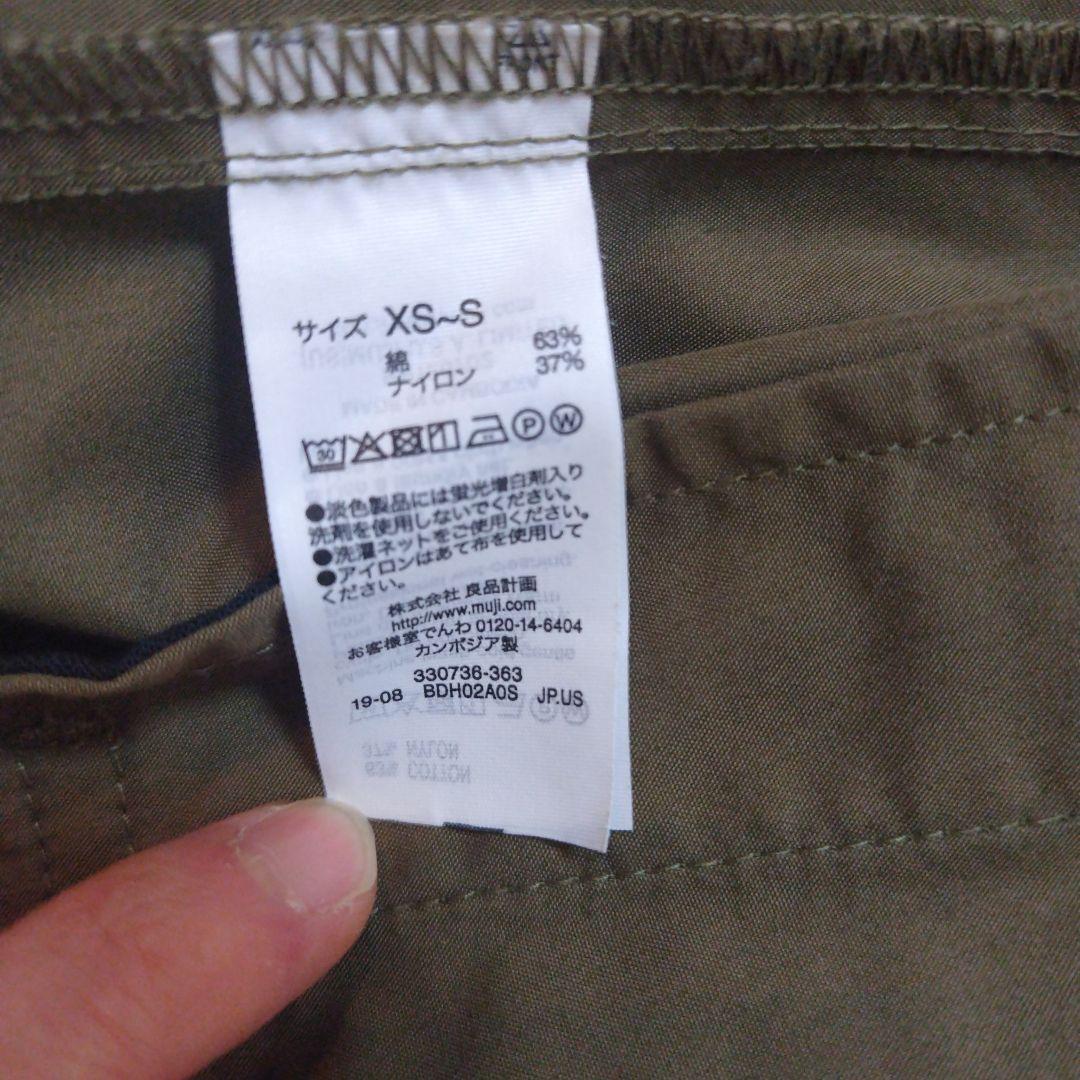 サイズ XS~S
綿 63%
ナイロン 37%
30
P W
●淡色製品には蛍光増白剤入り
洗剤を使用しないでください。
●洗濯ネットをご使用ください。
●アイロンはあて布を使用して
ください。
株式会社 良品計画
http://www.muji.com
お客様室でんわ 0120-14-6404
カンボジア製
330736-363
19-08 BDH02A0S JP.US
37% NYLON
63% COTTON